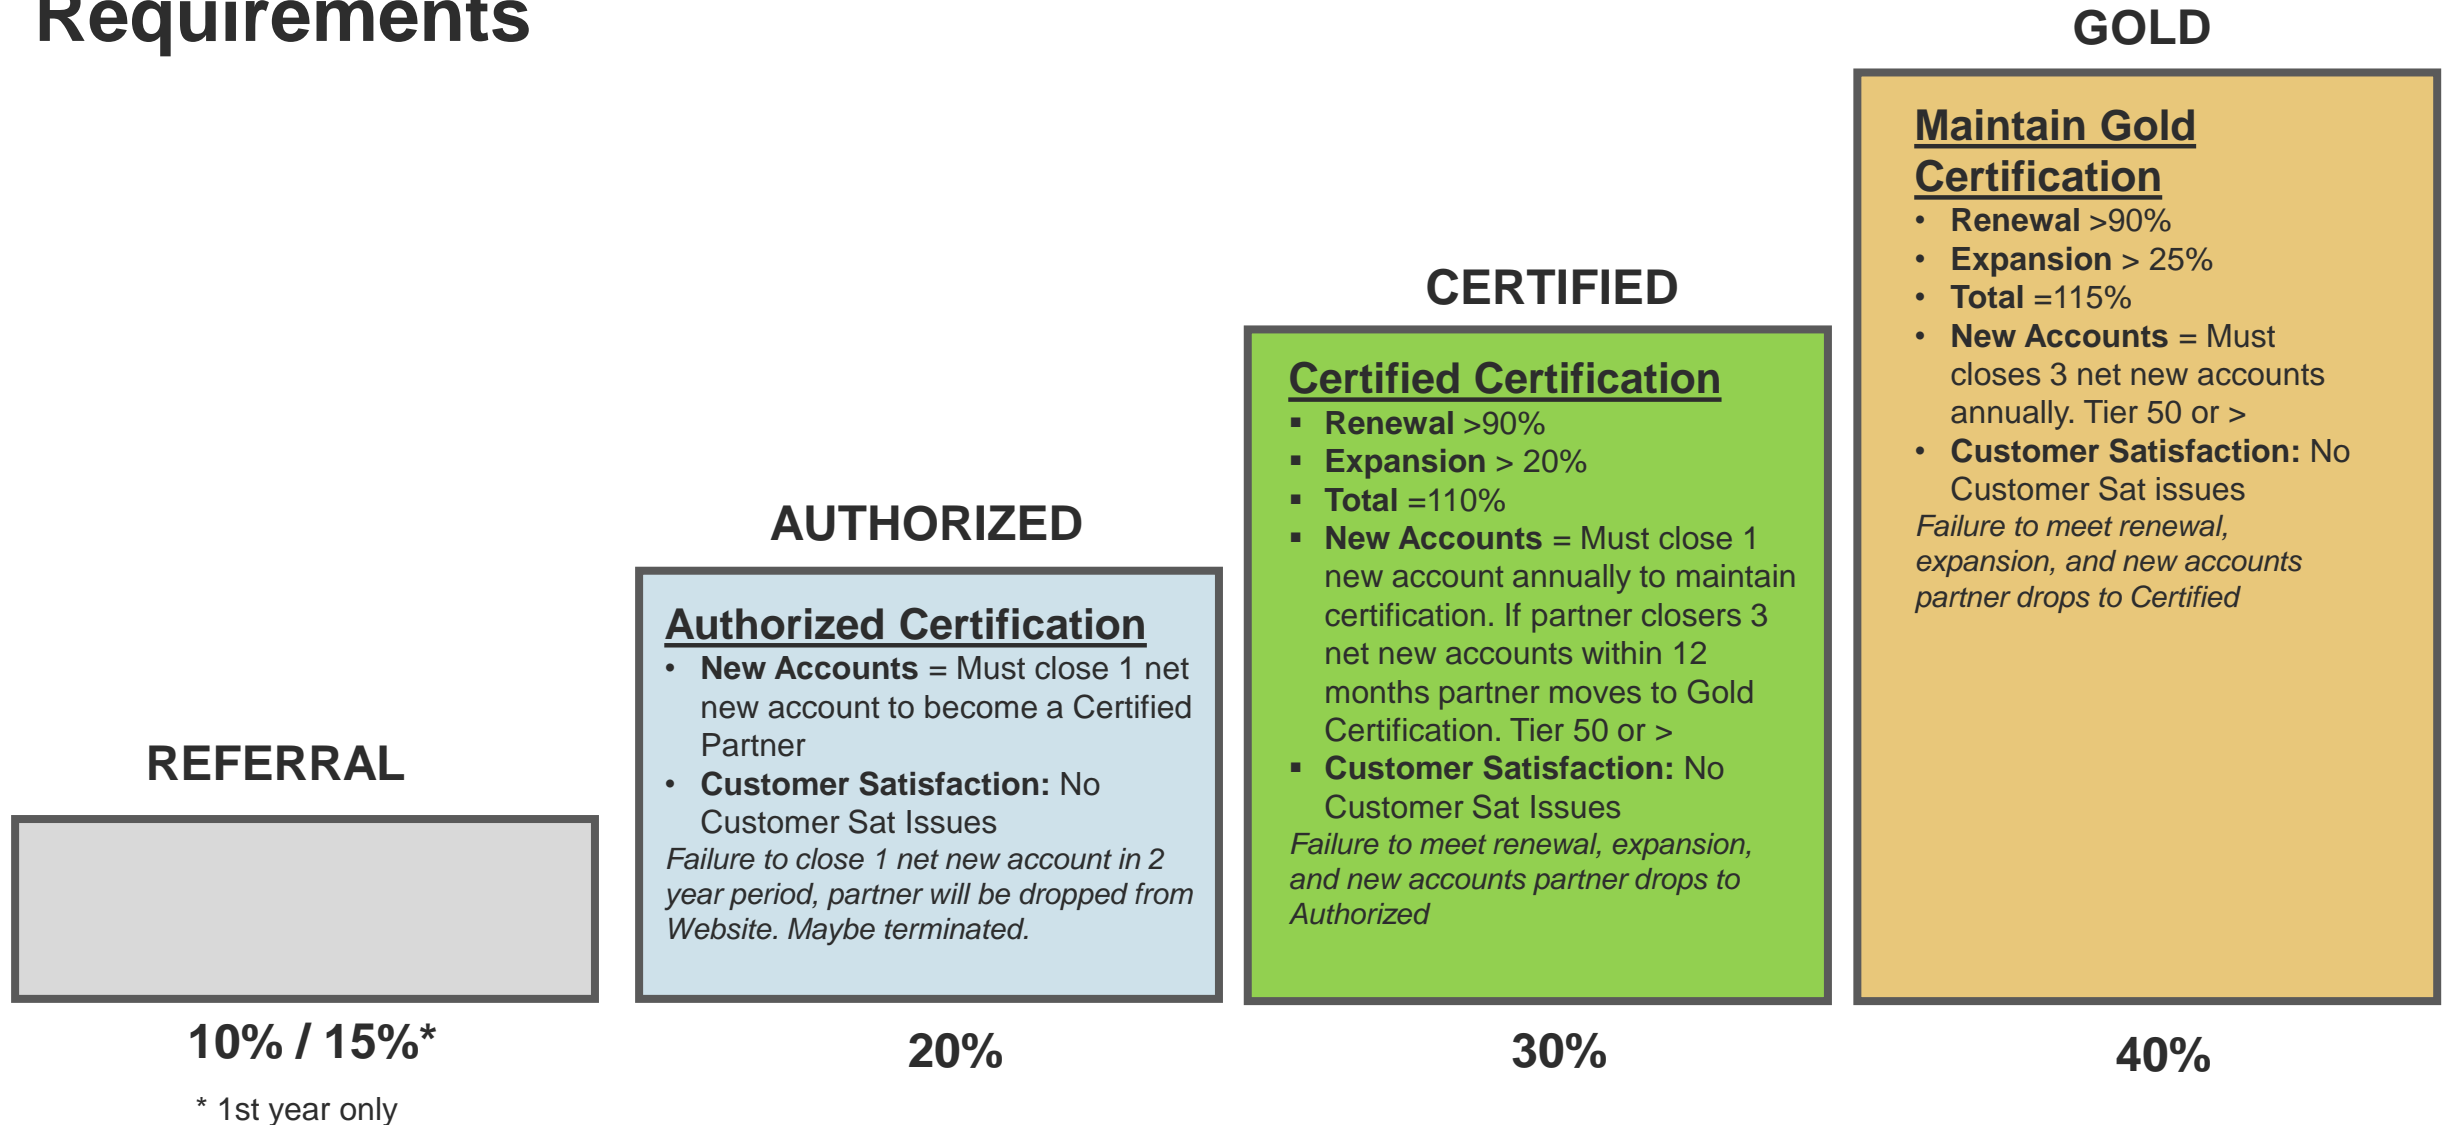 Requirements
REFERRAL
10% / 15%*
* 1st year only
AUTHORIZED
Authorized Certification
• New Accounts = Must close 1 net
new account to become a Certified
Partner
• Customer Satisfaction: No
Customer Sat Issues
Failure to close 1 net new account in 2
year period, partner will be dropped from
Website. Maybe terminated.
20%
CERTIFIED
Certified Certification
▪ Renewal >90%
▪ Expansion > 20%
▪ Total =110%
▪ New Accounts = Must close 1
new account annually to maintain
certification. If partner closers 3
net new accounts within 12
months partner moves to Gold
Certification. Tier 50 or >
▪ Customer Satisfaction: No
Customer Sat Issues
Failure to meet renewal, expansion,
and new accounts partner drops to
Authorized
30%
GOLD
Maintain Gold
Certification
• Renewal >90%
• Expansion > 25%
• Total =115%
• New Accounts = Must
closes 3 net new accounts
annually. Tier 50 or >
• Customer Satisfaction: No
Customer Sat issues
Failure to meet renewal,
expansion, and new accounts
partner drops to Certified
40%